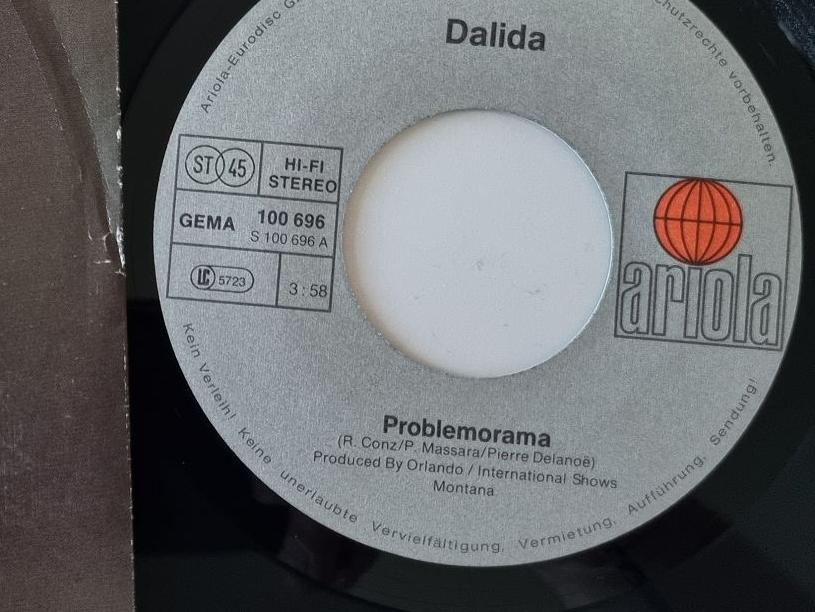 Ariola-Eurodisc
chutzrechte vorbehalten.
Dalida
ST 45
HI-FI
STEREO
GEMA 100 696
S 100 696 A
LC 5723
3:58
ariola
Problemorama
(R. Conz/P. Massara/Pierre Delanoë)
Produced By Orlando / International Shows
Montana
Kein Verleih! Keine unerlaubte Vervielfältigung, Vermietung, Aufführung, Sendung!